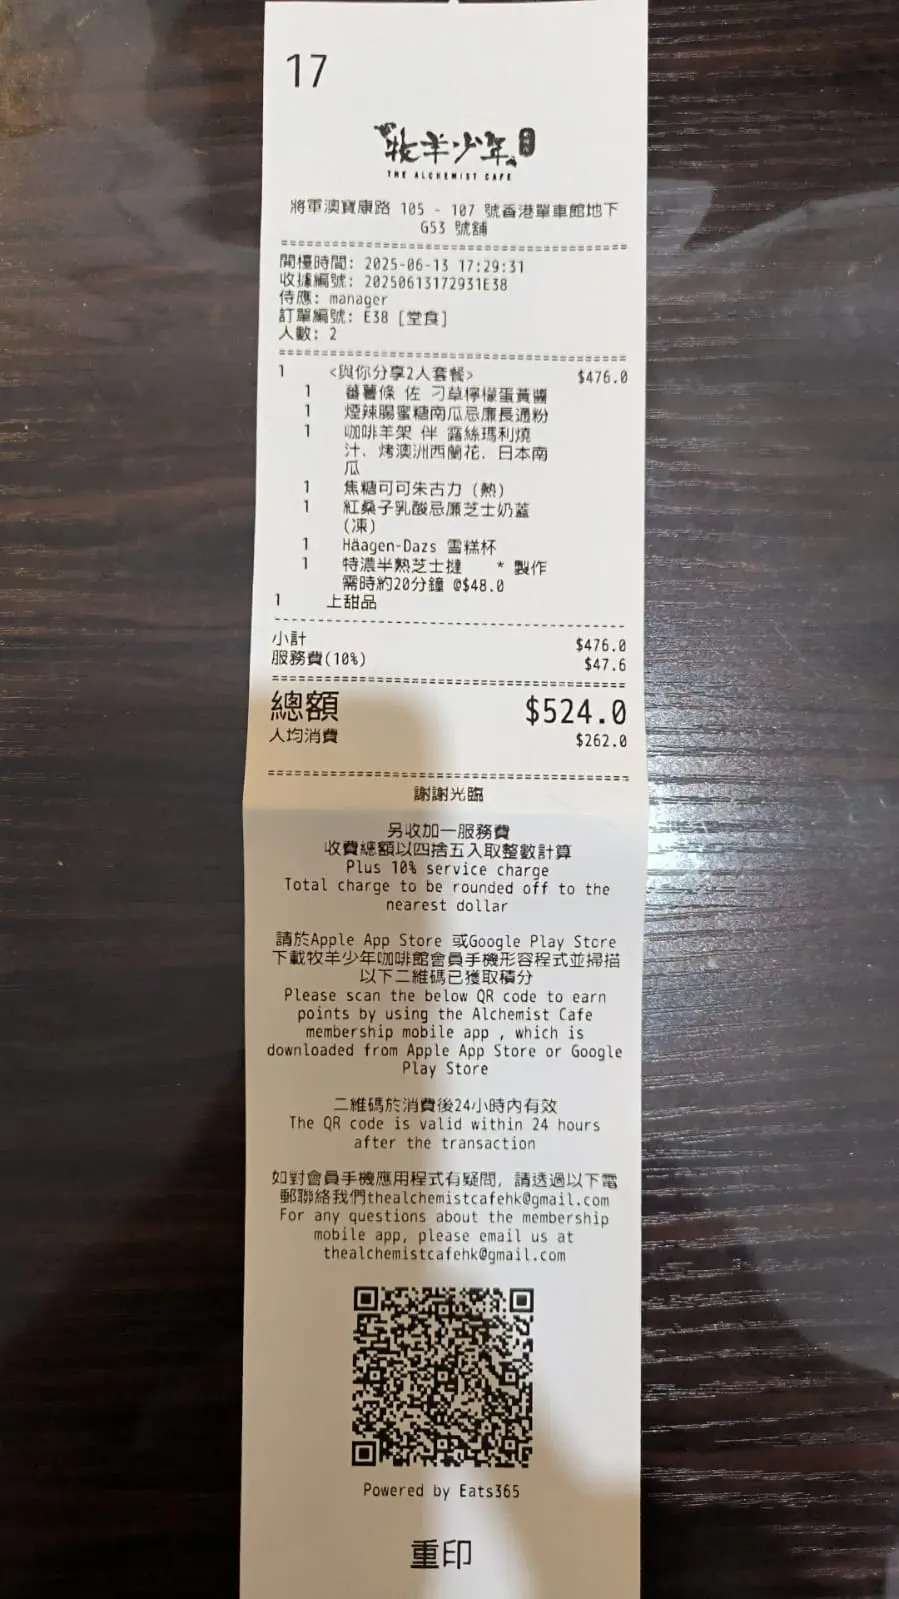 17
牧羊少年
THE ALCHEMIST CAFE
將軍澳寶康路 105 - 107 號香港單車館地下
G53 號舖
開檯時間: 2025-06-13 17:29:31
收據編號: 20250613172931E38
侍應: manager
訂單編號: E38 [堂食]
人數: 2
1 <與你分享2人套餐> $476.0
1 蕃薯條 佐 刁草檸檬蛋黃醬
1 煙辣腸蜜糖南瓜忌廉長通粉
1 咖啡羊架 伴 露絲瑪利燒
汁．烤澳洲西蘭花．日本南
瓜
1 焦糖可可朱古力 (熱)
1 紅桑子乳酸忌廉芝士奶蓋
(凍)
1 Häagen-Dazs 雪糕杯
1 特濃半熟芝士撻 * 製作
需時約20分鐘 @$48.0
1 上甜品
小計 $476.0
服務費(10%) $47.6
總額 $524.0
人均消費 $262.0
謝謝光臨
另收加一服務費
收費總額以四捨五入取整數計算
Plus 10% service charge
Total charge to be rounded off to the
nearest dollar
請於Apple App Store 或Google Play Store
下載牧羊少年咖啡館會員手機形容程式並掃描
以下二維碼已獲取積分
Please scan the below QR code to earn
points by using the Alchemist Cafe
membership mobile app , which is
downloaded from Apple App Store or Google
Play Store
二維碼於消費後24小時內有效
The QR code is valid within 24 hours
after the transaction
如對會員手機應用程式有疑問，請透過以下電
郵聯絡我們thealchemistcafehk@gmail.com
For any questions about the membership
mobile app, please email us at
thealchemistcafehk@gmail.com
Powered by Eats365
重印